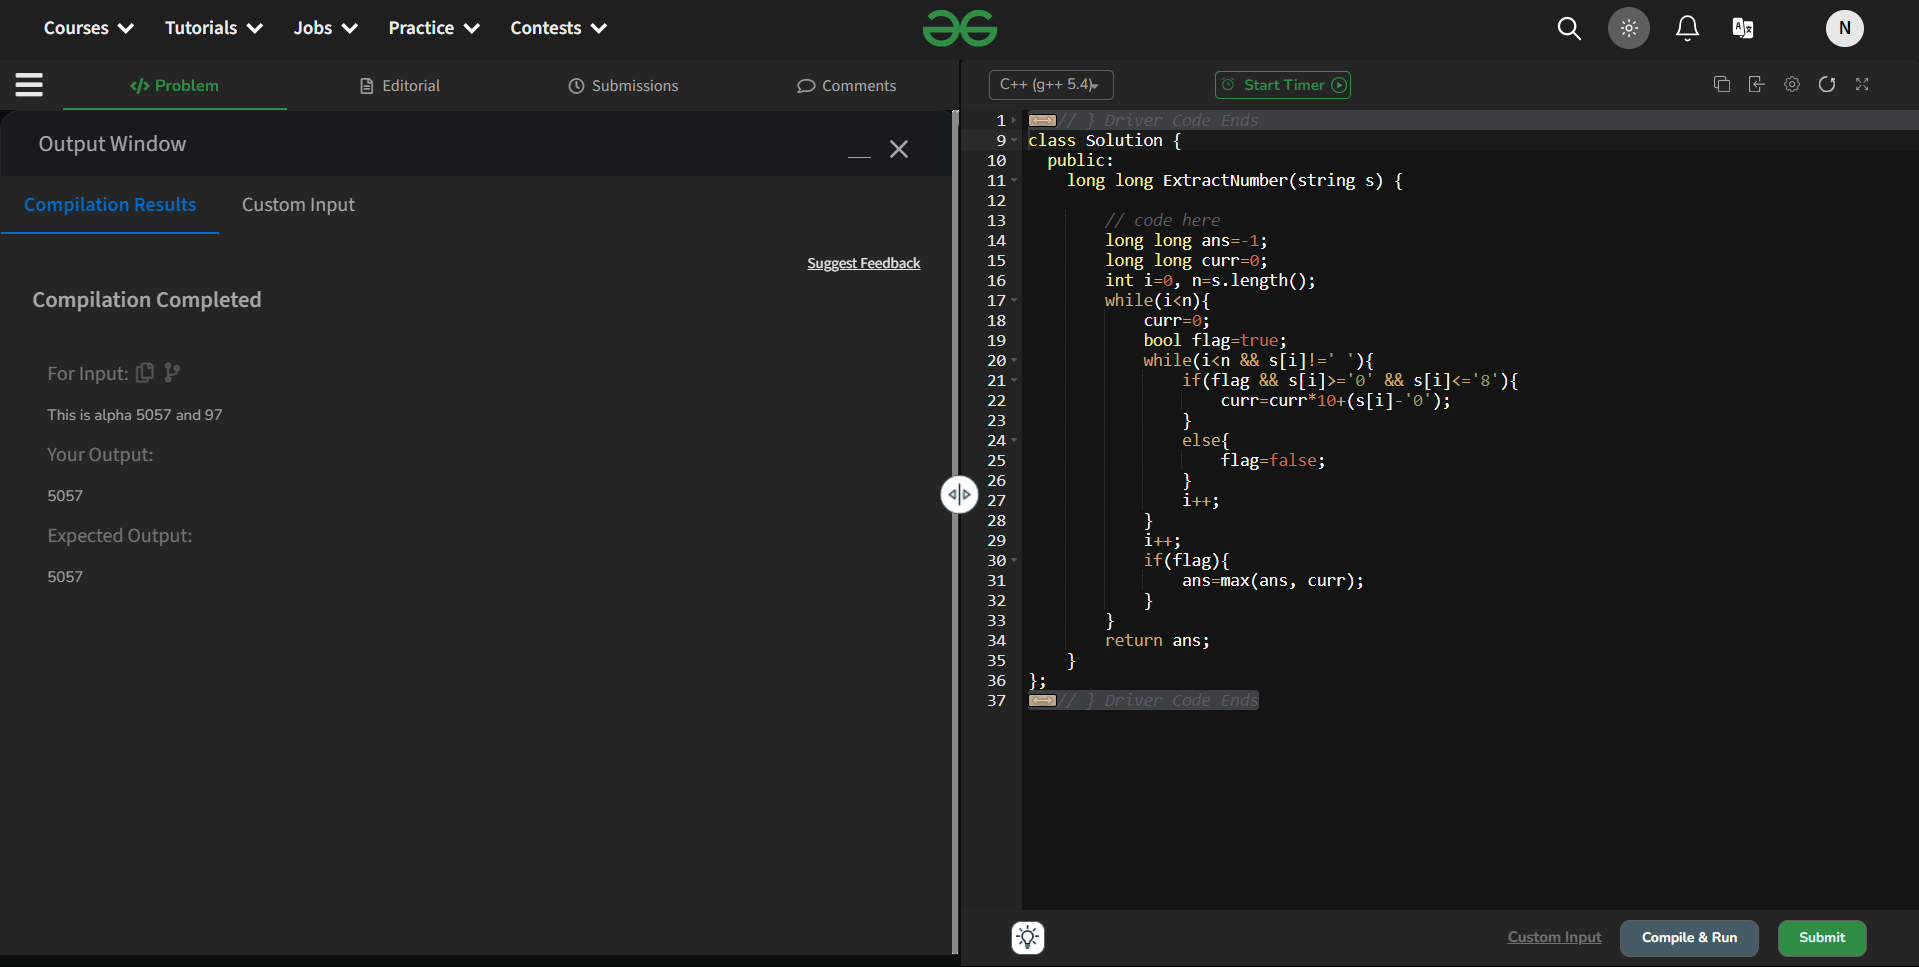 Courses Tutorials Jobs Practice Contests
N
Problem Editorial Submissions Comments
C++ (g++ 5.4) Start Timer
Output Window
Compilation Results Custom Input
Suggest Feedback
Compilation Completed
For Input:
This is alpha 5057 and 97
Your Output:
5057
Expected Output:
5057
1 // } Driver Code Ends
9 class Solution {
10 public:
11 long long ExtractNumber(string s) {
12
13 // code here
14 long long ans=-1;
15 long long curr=0;
16 int i=0, n=s.length();
17 while(i<n){
18 curr=0;
19 bool flag=true;
20 while(i<n && s[i]!=' '){
21 if(flag && s[i]>='0' && s[i]<='8'){
22 curr=curr*10+(s[i]-'0');
23 }
24 else{
25 flag=false;
26 }
27 i++;
28 }
29 i++;
30 if(flag){
31 ans=max(ans, curr);
32 }
33 }
34 return ans;
35 }
36 };
37 // } Driver Code Ends
Custom Input Compile & Run Submit